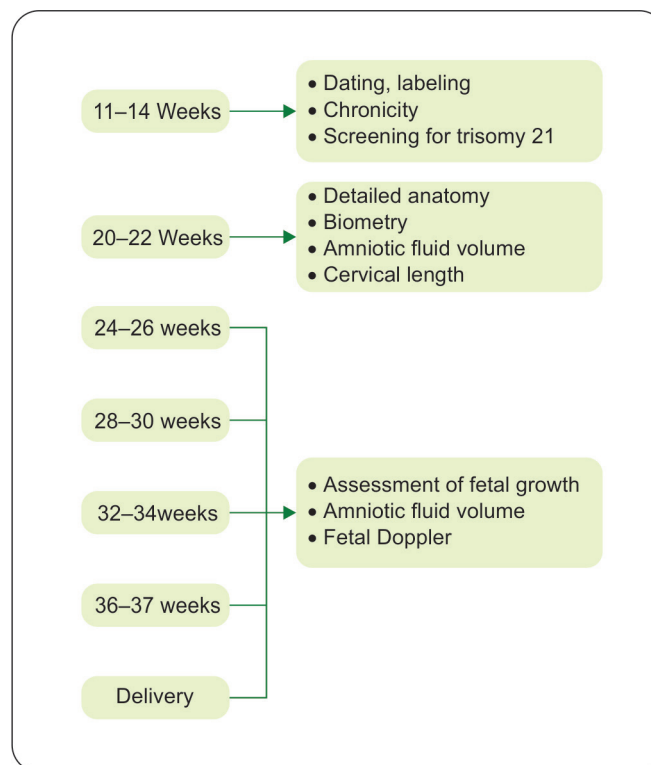 11–14 Weeks
• Dating, labeling
• Chronicity
• Screening for trisomy 21
20–22 Weeks
• Detailed anatomy
• Biometry
• Amniotic fluid volume
• Cervical length
24–26 weeks
28–30 weeks
32–34weeks
• Assessment of fetal growth
• Amniotic fluid volume
• Fetal Doppler
36–37 weeks
Delivery